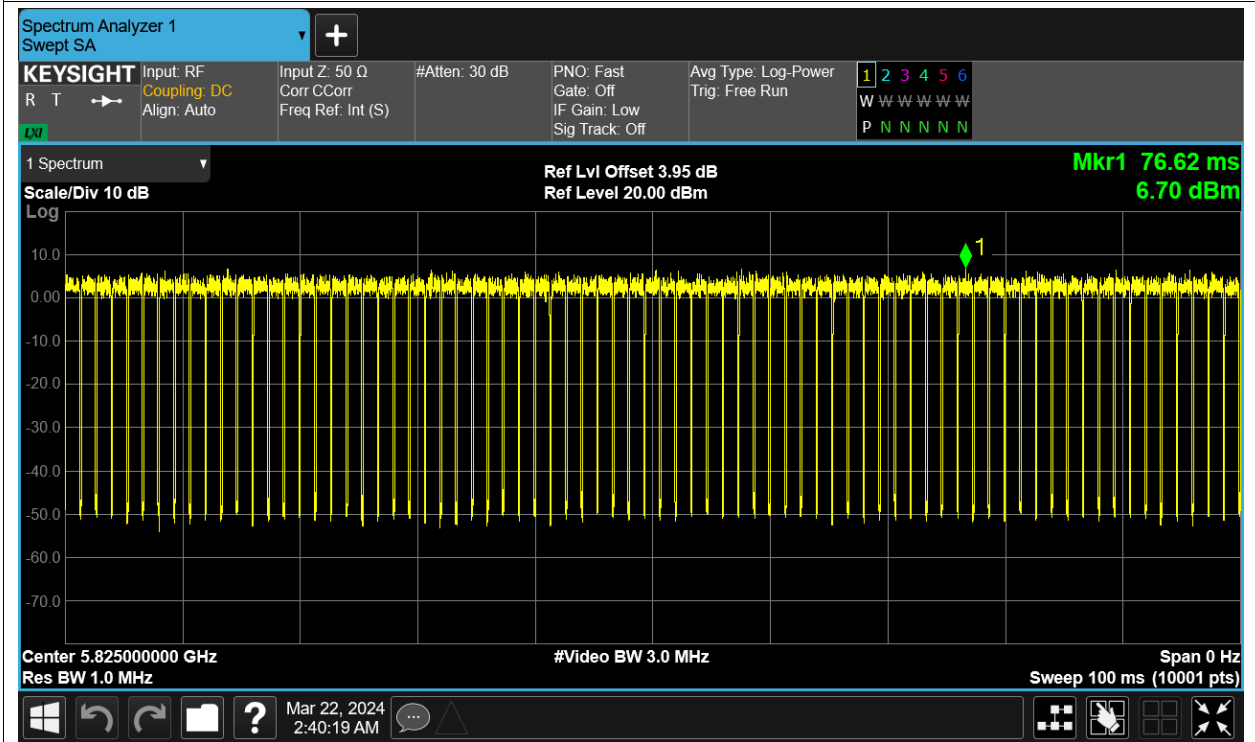 Spectrum Analyzer 1
Swept SA
+
KEYSIGHT
R T
LXI
Input: RF
Coupling: DC
Align: Auto
Input Z: 50 Ω
Corr CCorr
Freq Ref: Int (S)
#Atten: 30 dB
PNO: Fast
Gate: Off
IF Gain: Low
Sig Track: Off
Avg Type: Log-Power
Trig: Free Run
1 2 3 4 5 6
W W W W W W
P N N N N N
1 Spectrum
Scale/Div 10 dB
Log
Ref Lvl Offset 3.95 dB
Ref Level 20.00 dBm
Mkr1 76.62 ms
6.70 dBm
1
10.0
0.00
-10.0
-20.0
-30.0
-40.0
-50.0
-60.0
-70.0
Center 5.825000000 GHz
Res BW 1.0 MHz
#Video BW 3.0 MHz
Span 0 Hz
Sweep 100 ms (10001 pts)
?
Mar 22, 2024
2:40:19 AM